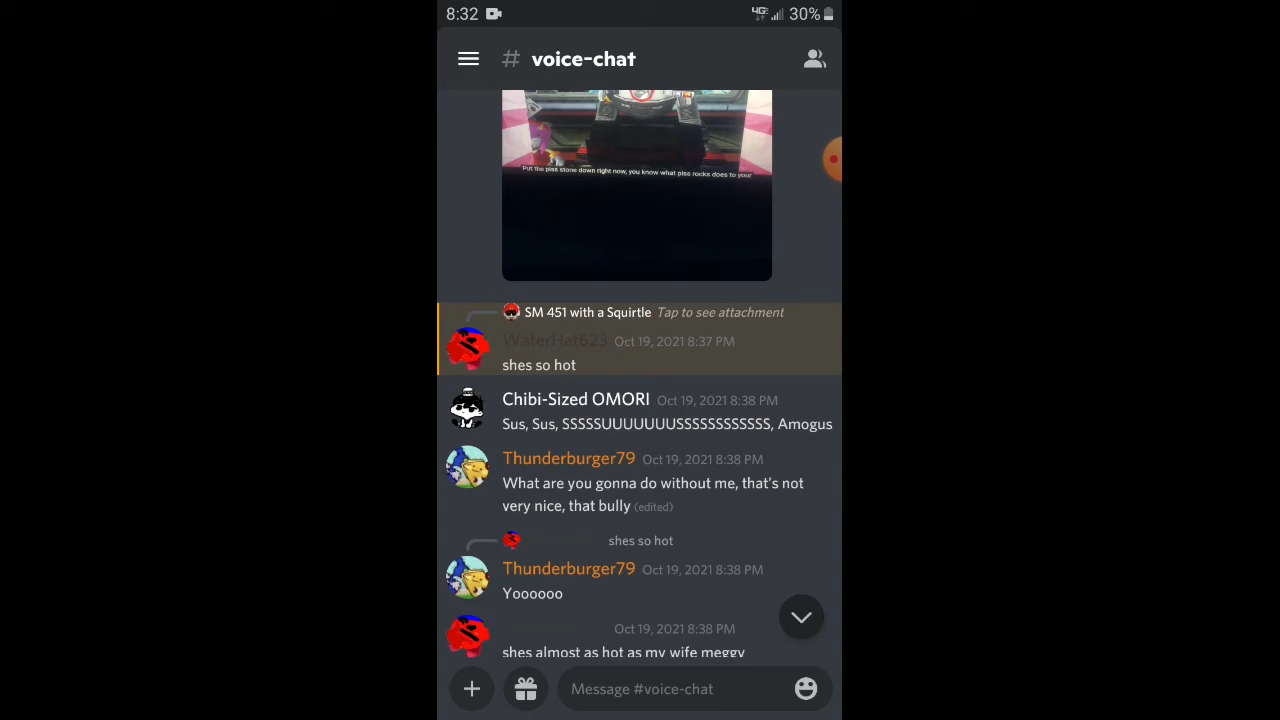 8:32 4G 30%
# voice-chat
Put the piss stone down right now, you know what piss rocks does to your
SM 451 with a Squirtle Tap to see attachment
WaterHat623 Oct 19, 2021 8:37 PM
shes so hot
Chibi-Sized OMORI Oct 19, 2021 8:38 PM
Sus, Sus, SSSSSUUUUUUUSSSSSSSSSSSS, Amogus
Thunderburger79 Oct 19, 2021 8:38 PM
What are you gonna do without me, that's not
very nice, that bully (edited)
shes so hot
Thunderburger79 Oct 19, 2021 8:38 PM
Yoooooo
Oct 19, 2021 8:38 PM
shes almost as hot as my wife meggy
Message #voice-chat